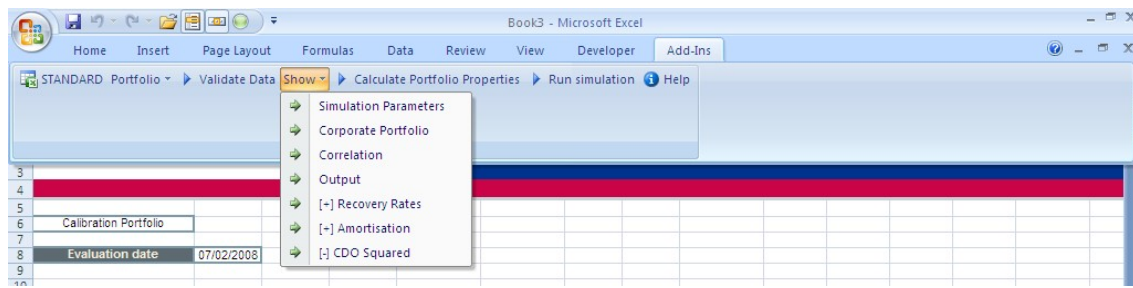 Book3 - Microsoft Excel
Home Insert Page Layout Formulas Data Review View Developer Add-Ins
STANDARD Portfolio Validate Data Show Calculate Portfolio Properties Run simulation Help
Simulation Parameters
Corporate Portfolio
Correlation
Output
[+] Recovery Rates
[+] Amortisation
[-] CDO Squared
3
4
5
6 Calibration Portfolio
7
8 Evaluation date 07/02/2008
9
10